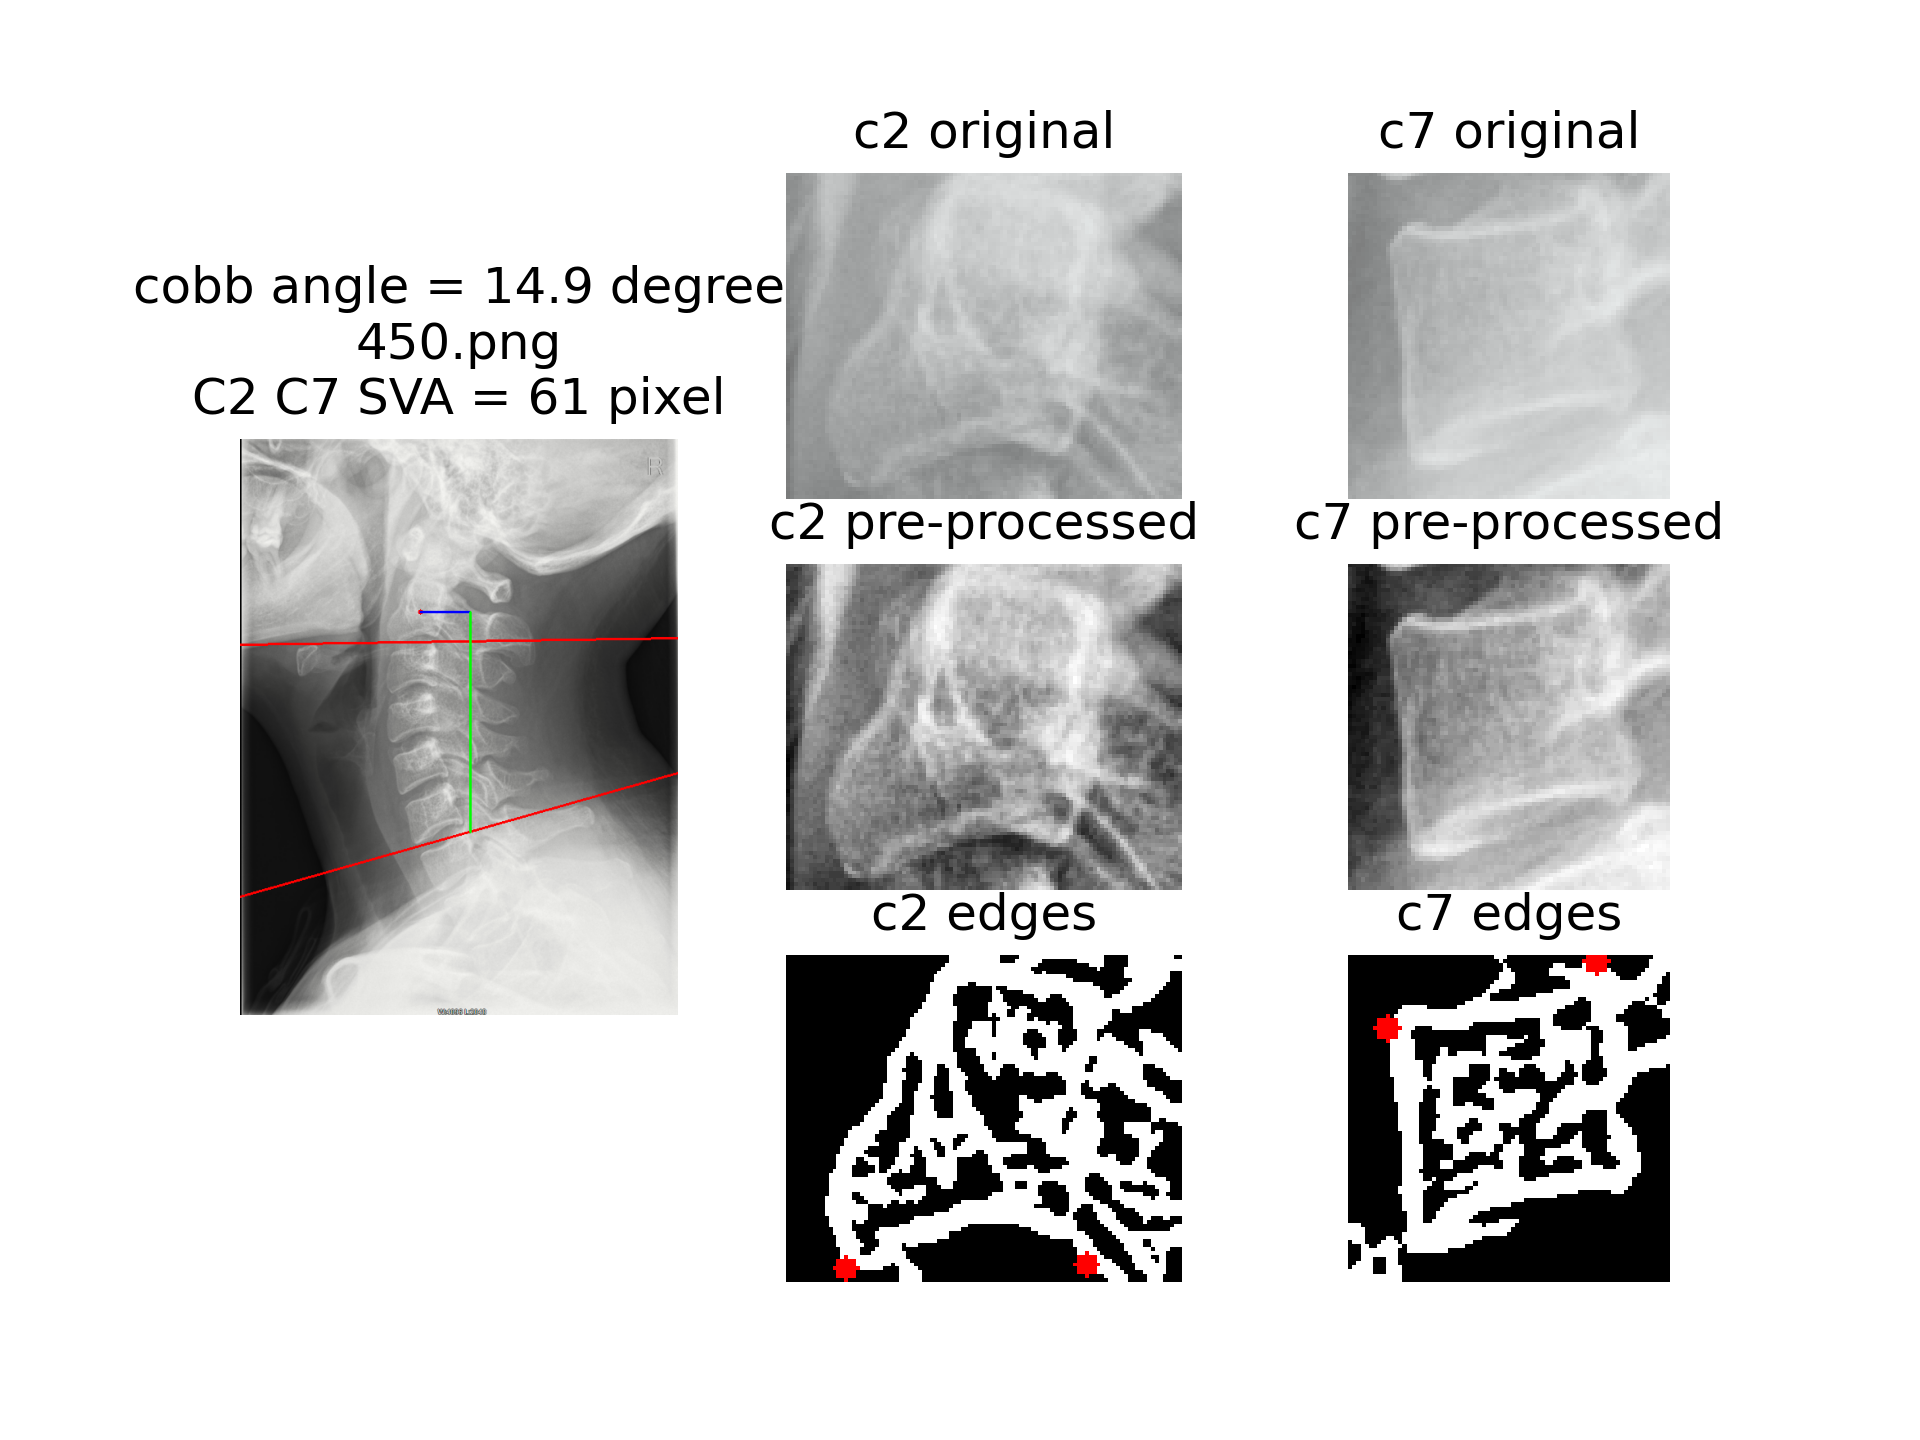 cobb angle = 14.9 degree
450.png
C2 C7 SVA = 61 pixel
R
c2 original
c7 original
c2 pre-processed
c7 pre-processed
c2 edges
c7 edges